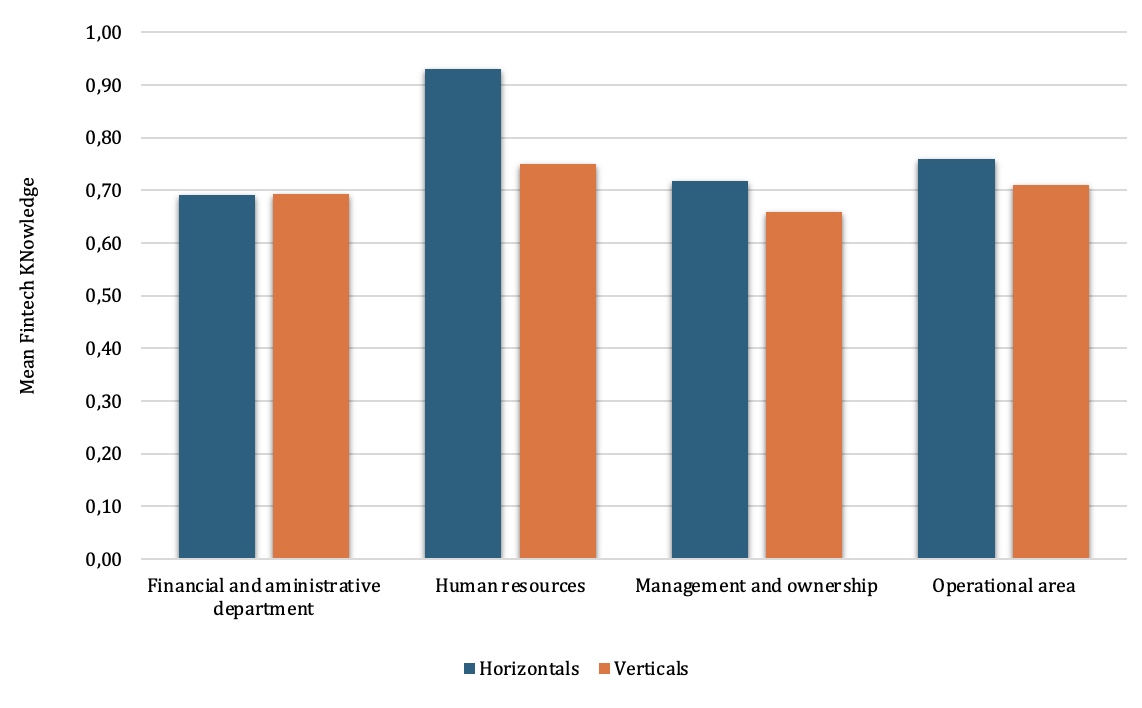 Mean Fintech KNowledge
1,00
0,90
0,80
0,70
0,60
0,50
0,40
0,30
0,20
0,10
0,00
Financial and aministrative
department
Human resources
Management and ownership
Operational area
Horizontals
Verticals